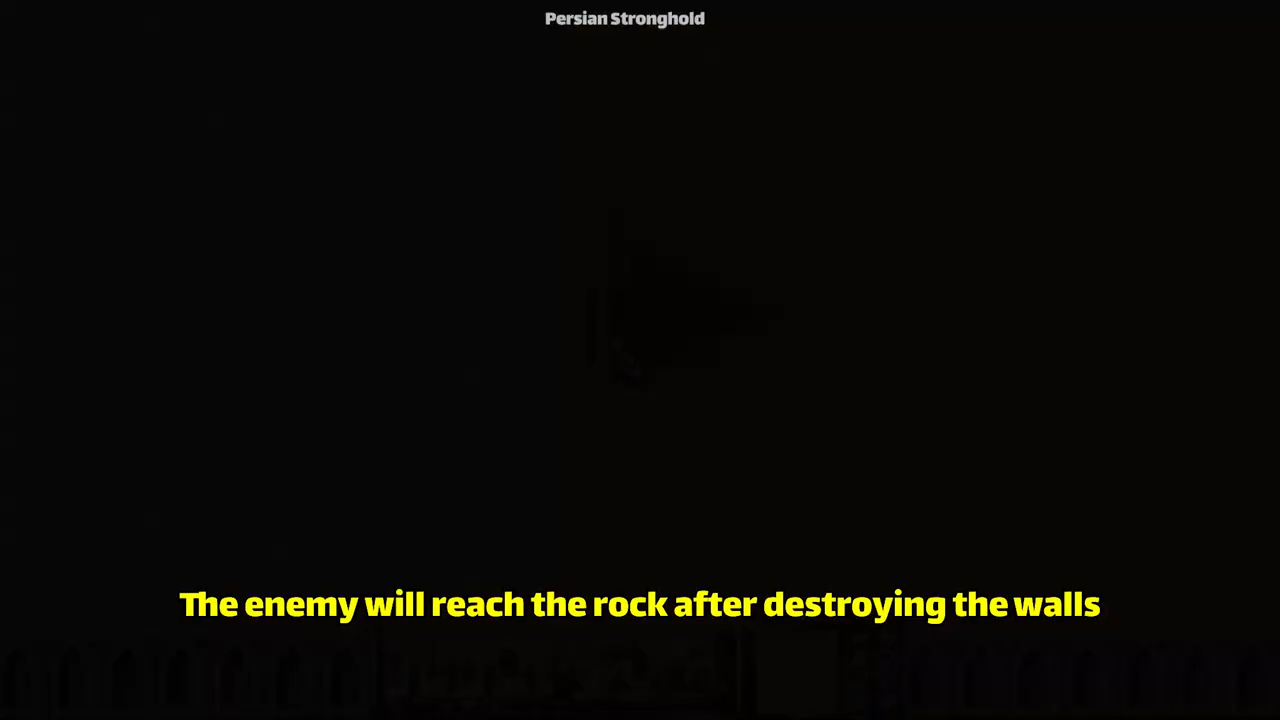 Persian Stronghold
The enemy will reach the rock after destroying the walls